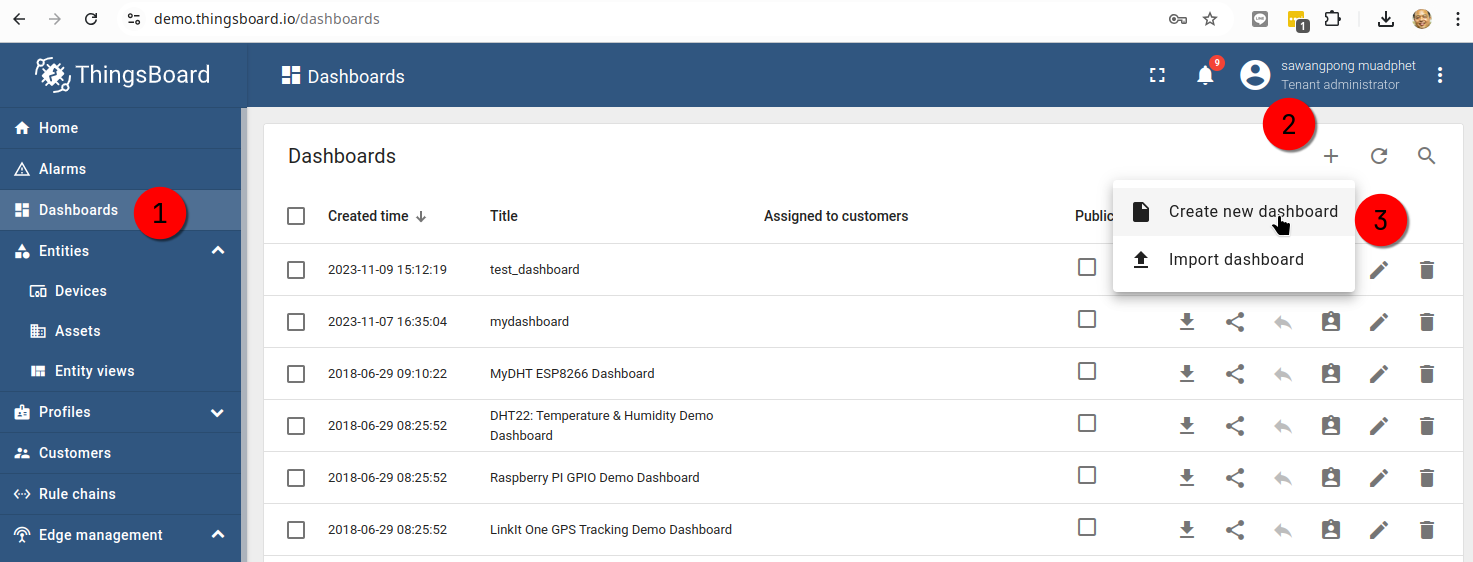 demo.thingsboard.io/dashboards
1
ThingsBoard
Dashboards
9
sawangpong muadphet
Tenant administrator
Home
Alarms
Dashboards
1
Entities
Devices
Assets
Entity views
Profiles
Customers
Rule chains
Edge management
Dashboards
2
Created time
Title
Assigned to customers
Public
Create new dashboard
3
Import dashboard
2023-11-09 15:12:19 test_dashboard
2023-11-07 16:35:04 mydashboard
2018-06-29 09:10:22 MyDHT ESP8266 Dashboard
2018-06-29 08:25:52 DHT22: Temperature & Humidity Demo
Dashboard
2018-06-29 08:25:52 Raspberry PI GPIO Demo Dashboard
2018-06-29 08:25:52 LinkIt One GPS Tracking Demo Dashboard